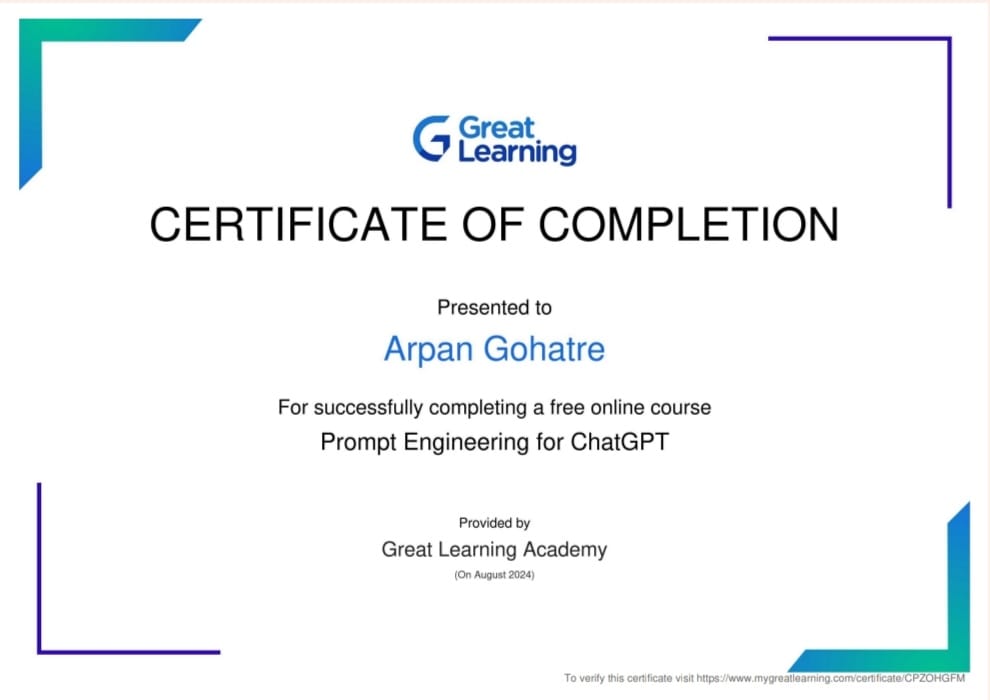 Great
Learning
CERTIFICATE OF COMPLETION
Presented to
Arpan Gohatre
For successfully completing a free online course
Prompt Engineering for ChatGPT
Provided by
Great Learning Academy
(On August 2024)
To verify this certificate visit https://www.mygreatlearning.com/certificate/CPZOHGFM